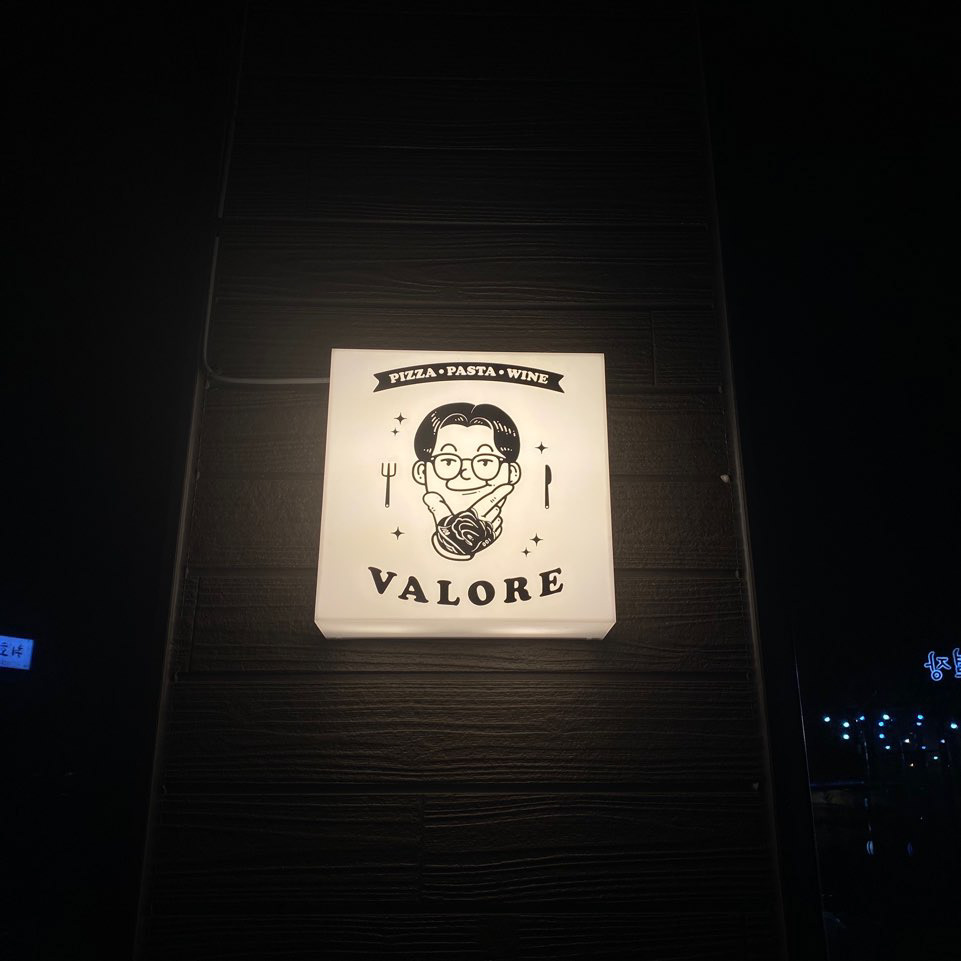 PIZZA • PASTA • WINE
VALORE